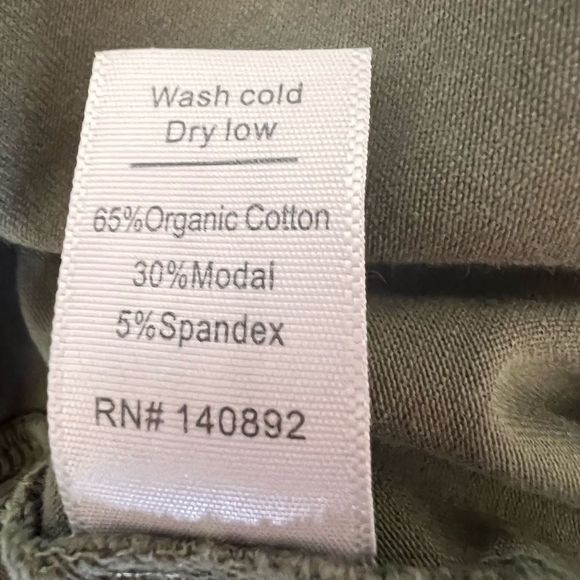 Wash cold
Dry low
65%Organic Cotton
30%Modal
5%Spandex
RN# 140892